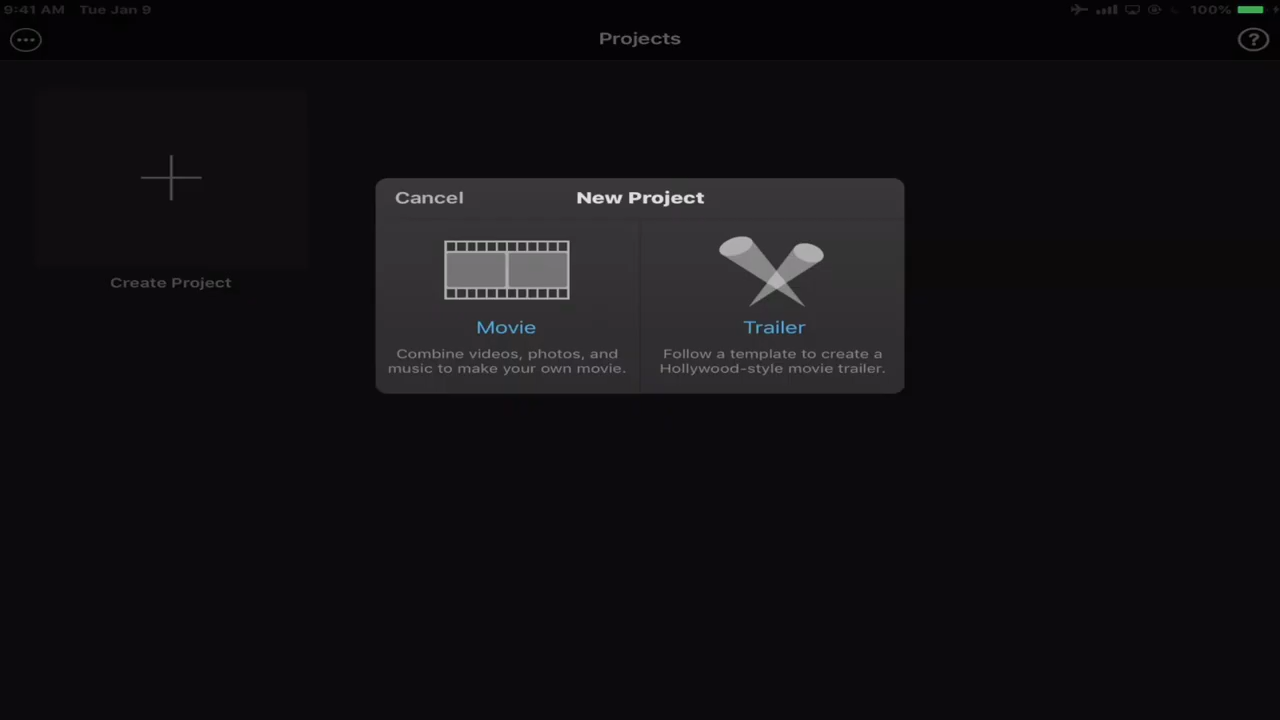 9:41 AM Tue Jan 9 100%
Projects
Cancel New Project
Create Project
Movie
Combine videos, photos, and
music to make your own movie.
Trailer
Follow a template to create a
Hollywood-style movie trailer.